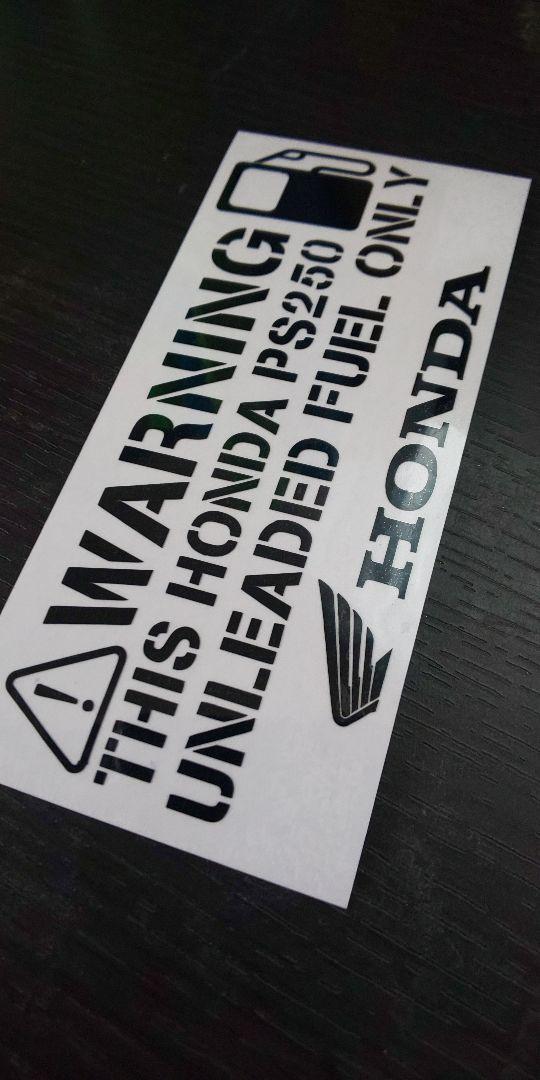 WARNING
THIS HONDA PS250
UNLEADED FUEL ONLY
HONDA